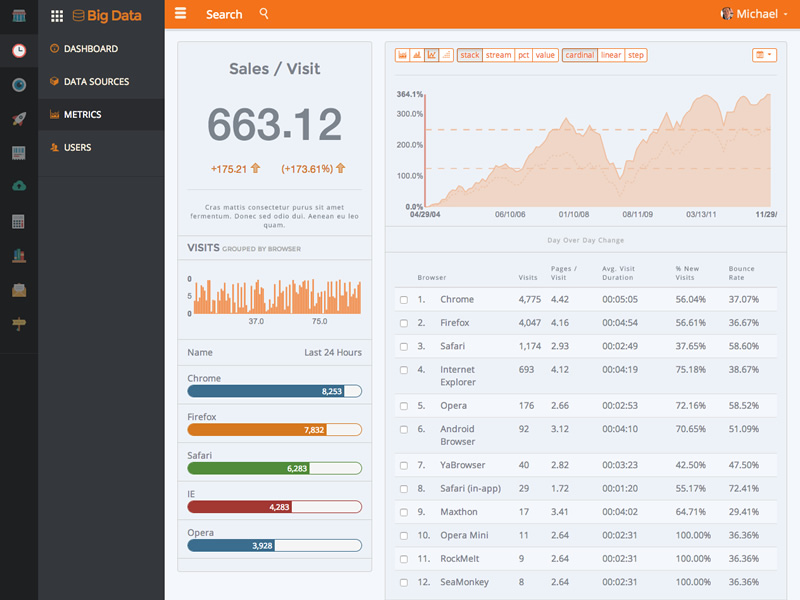 Big Data
Search
Michael
DASHBOARD
DATA SOURCES
METRICS
USERS
Sales / Visit
663.12
+175.21 (+173.61%)
Cras mattis consectetur purus sit amet
fermentum. Donec sed odio dui. Aenean eu leo
quam.
VISITS GROUPED BY BROWSER
0
5
0
37.0 75.0
Name Last 24 Hours
Chrome
8,253
Firefox
7,832
Safari
6,283
IE
4,283
Opera
3,928
stack stream pct value cardinal linear step
364.1%
300.0%
200.0%
100.0%
0.0%
04/29/04 06/10/06 01/10/08 08/11/09 03/13/11 11/29/
Day Over Day Change
Browser Visits Pages / Visit Avg. Visit Duration % New Visits Bounce Rate
1. Chrome 4,775 4.42 00:05:05 56.04% 37.07%
2. Firefox 4,047 4.16 00:04:54 56.61% 36.67%
3. Safari 1,174 2.93 00:02:49 37.65% 58.60%
4. Internet Explorer 693 4.12 00:04:19 75.18% 38.67%
5. Opera 176 2.66 00:02:53 72.16% 58.52%
6. Android Browser 92 3.12 00:04:10 70.65% 51.09%
7. YaBrowser 40 2.82 00:03:23 42.50% 47.50%
8. Safari (in-app) 29 1.72 00:01:20 55.17% 72.41%
9. Maxthon 17 3.41 00:04:02 64.71% 29.41%
10. Opera Mini 11 2.64 00:02:31 100.00% 36.36%
11. RockMelt 9 2.64 00:02:31 100.00% 36.36%
12. SeaMonkey 8 2.64 00:02:31 100.00% 36.36%